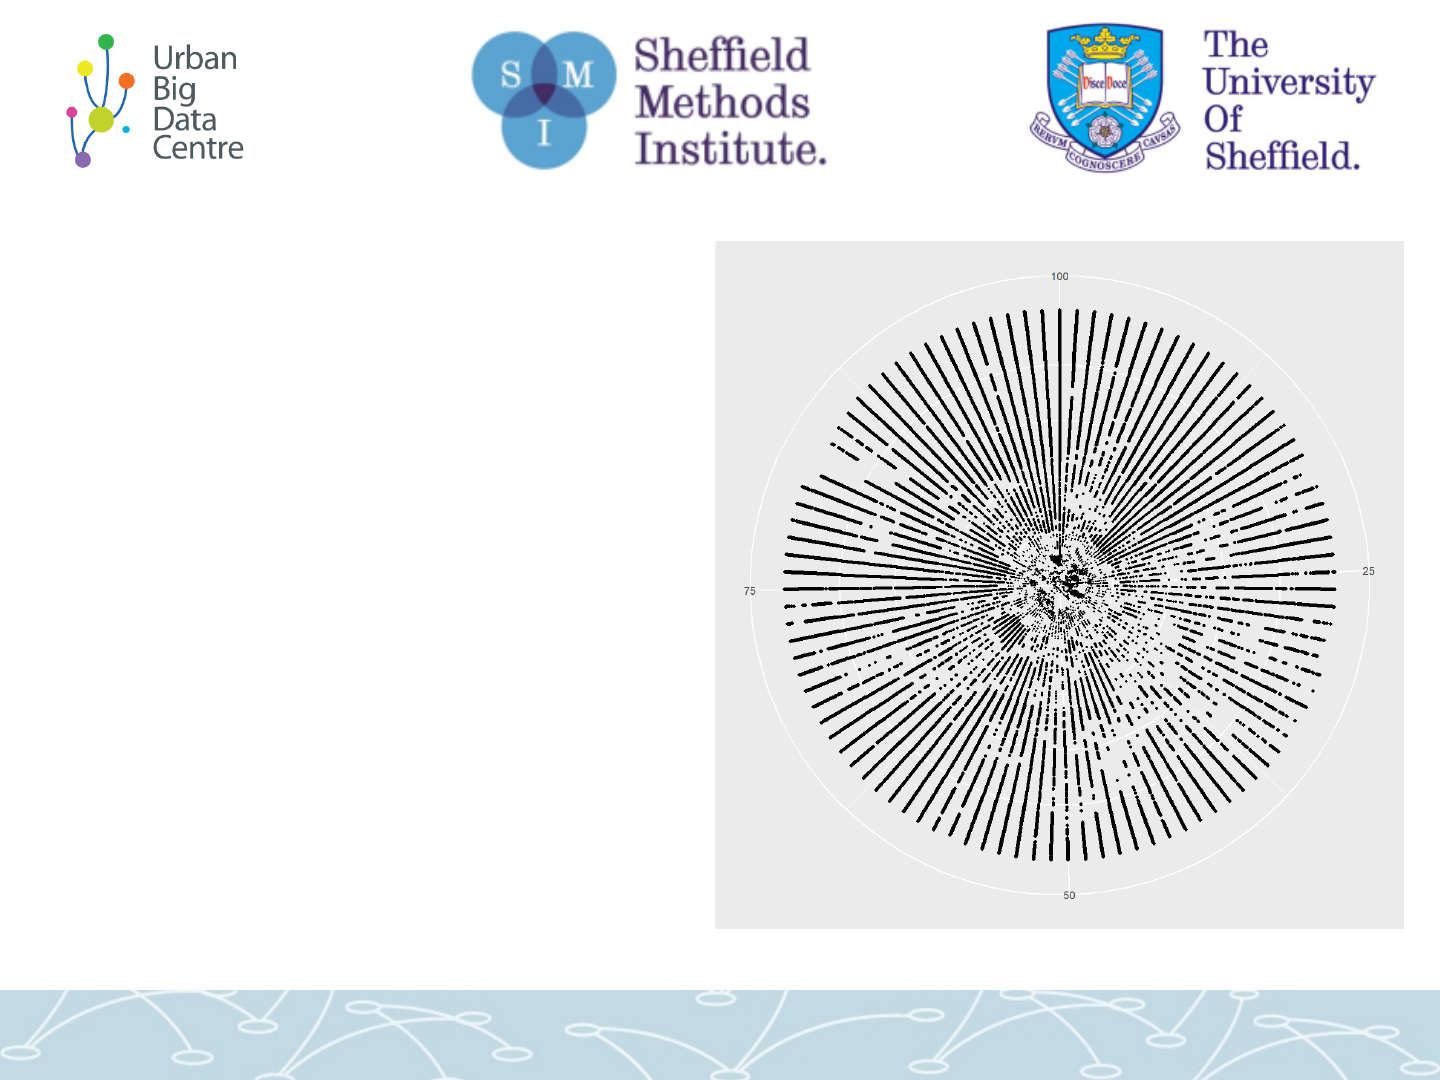 Urban
Big
Data
Centre
S M
I
Sheffield
Methods
Institute.
Disce Doce
RERVM COGNOSCERE CAVSAS
The
University
Of
Sheffield.
100
25
75
50